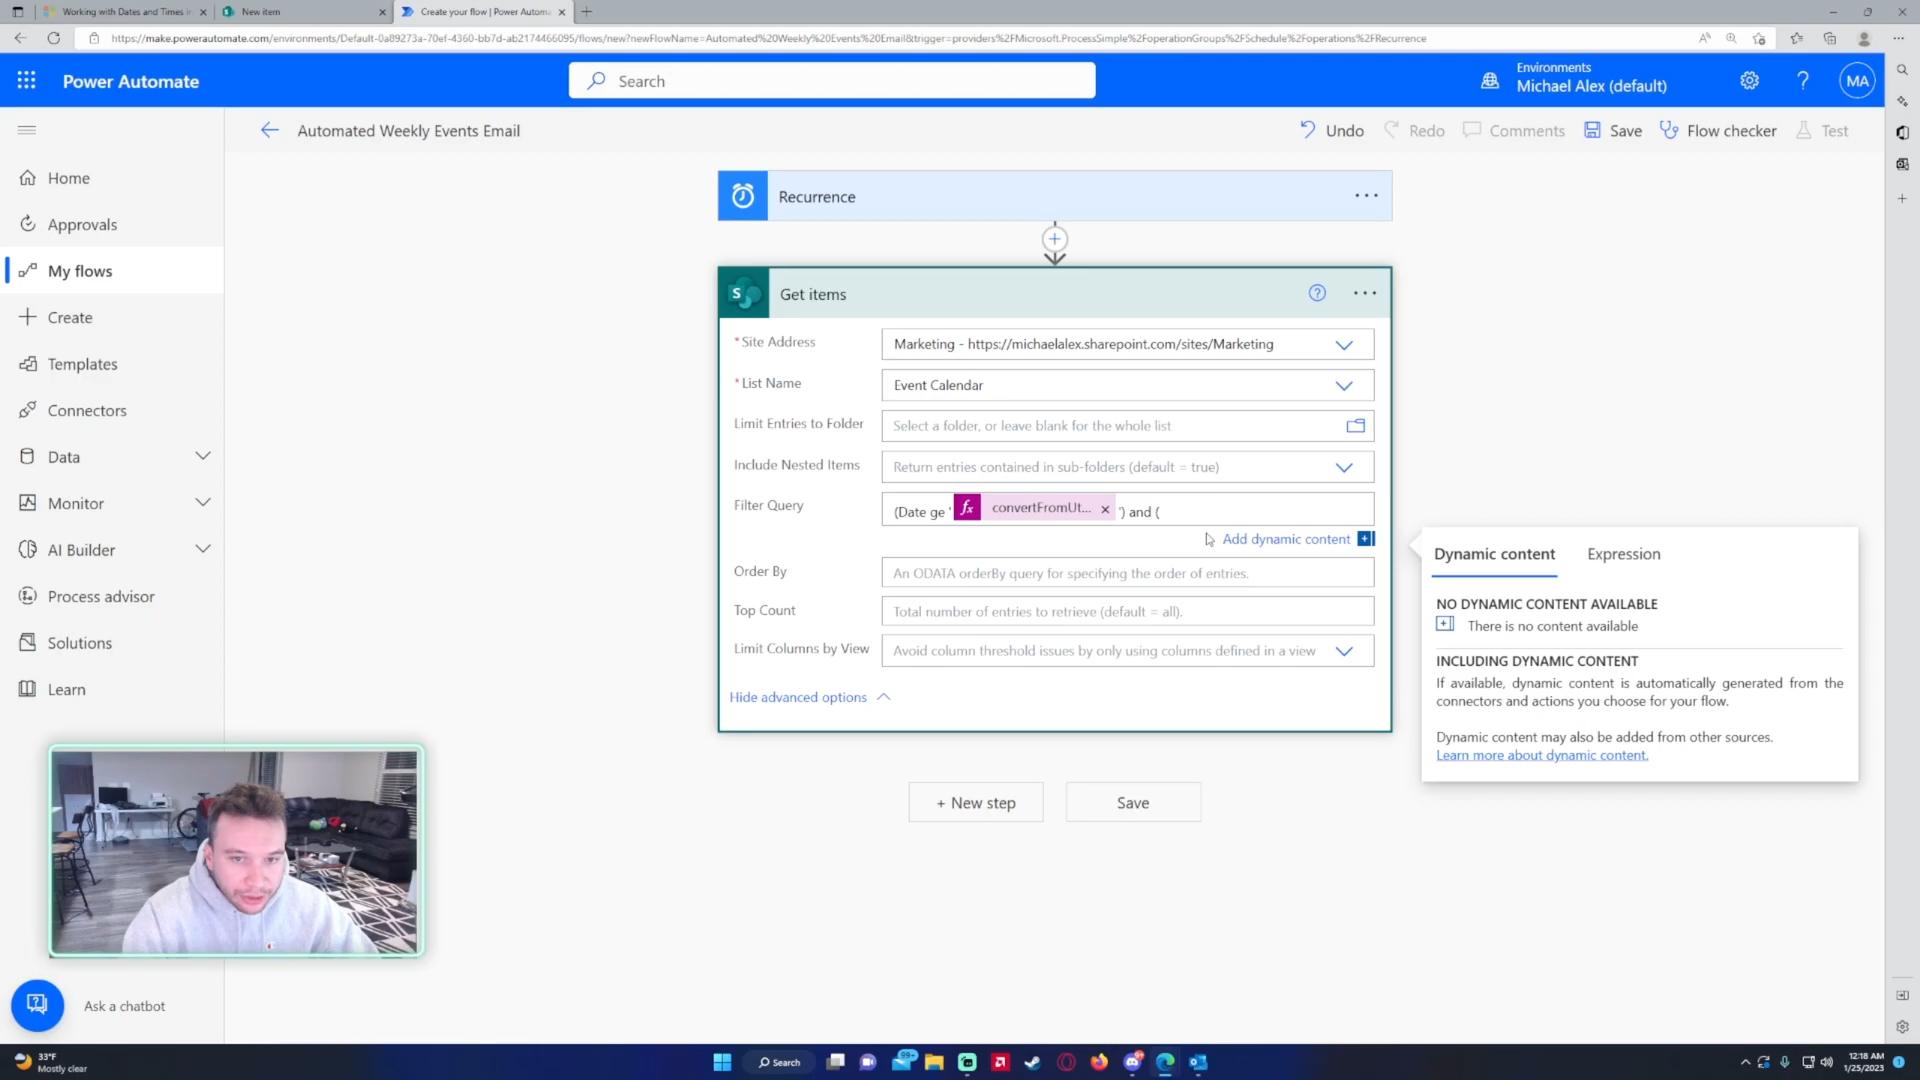 Working with Dates and Times in
New item
Create your flow | Power Automa
https://make.powerautomate.com/environments/Default-0a89273a-70ef-4360-bb7d-ab2174466095/flows/new?newFlowName=Automated%20Weekly%20Events%20Email&trigger=providers%2FMicrosoft.ProcessSimple%2FoperationGroups%2FSchedule%2Foperations%2FRecurrence
Power Automate
Search
Environments
Michael Alex (default)
MA
Automated Weekly Events Email
Undo
Redo
Comments
Save
Flow checker
Test
Home
Approvals
My flows
Create
Templates
Connectors
Data
Monitor
AI Builder
Process advisor
Solutions
Learn
Ask a chatbot
Recurrence
Get items
* Site Address
Marketing - https://michaelalex.sharepoint.com/sites/Marketing
* List Name
Event Calendar
Limit Entries to Folder
Select a folder, or leave blank for the whole list
Include Nested Items
Return entries contained in sub-folders (default = true)
Filter Query
(Date ge ' fx convertFromUt... × ') and (
Add dynamic content
Order By
An ODATA orderBy query for specifying the order of entries.
Top Count
Total number of entries to retrieve (default = all).
Limit Columns by View
Avoid column threshold issues by only using columns defined in a view
Hide advanced options
+ New step
Save
Dynamic content
Expression
NO DYNAMIC CONTENT AVAILABLE
There is no content available
INCLUDING DYNAMIC CONTENT
If available, dynamic content is automatically generated from the
connectors and actions you choose for your flow.
Dynamic content may also be added from other sources.
Learn more about dynamic content.
33°F
Mostly clear
Search
99+
12:18 AM
1/25/2023